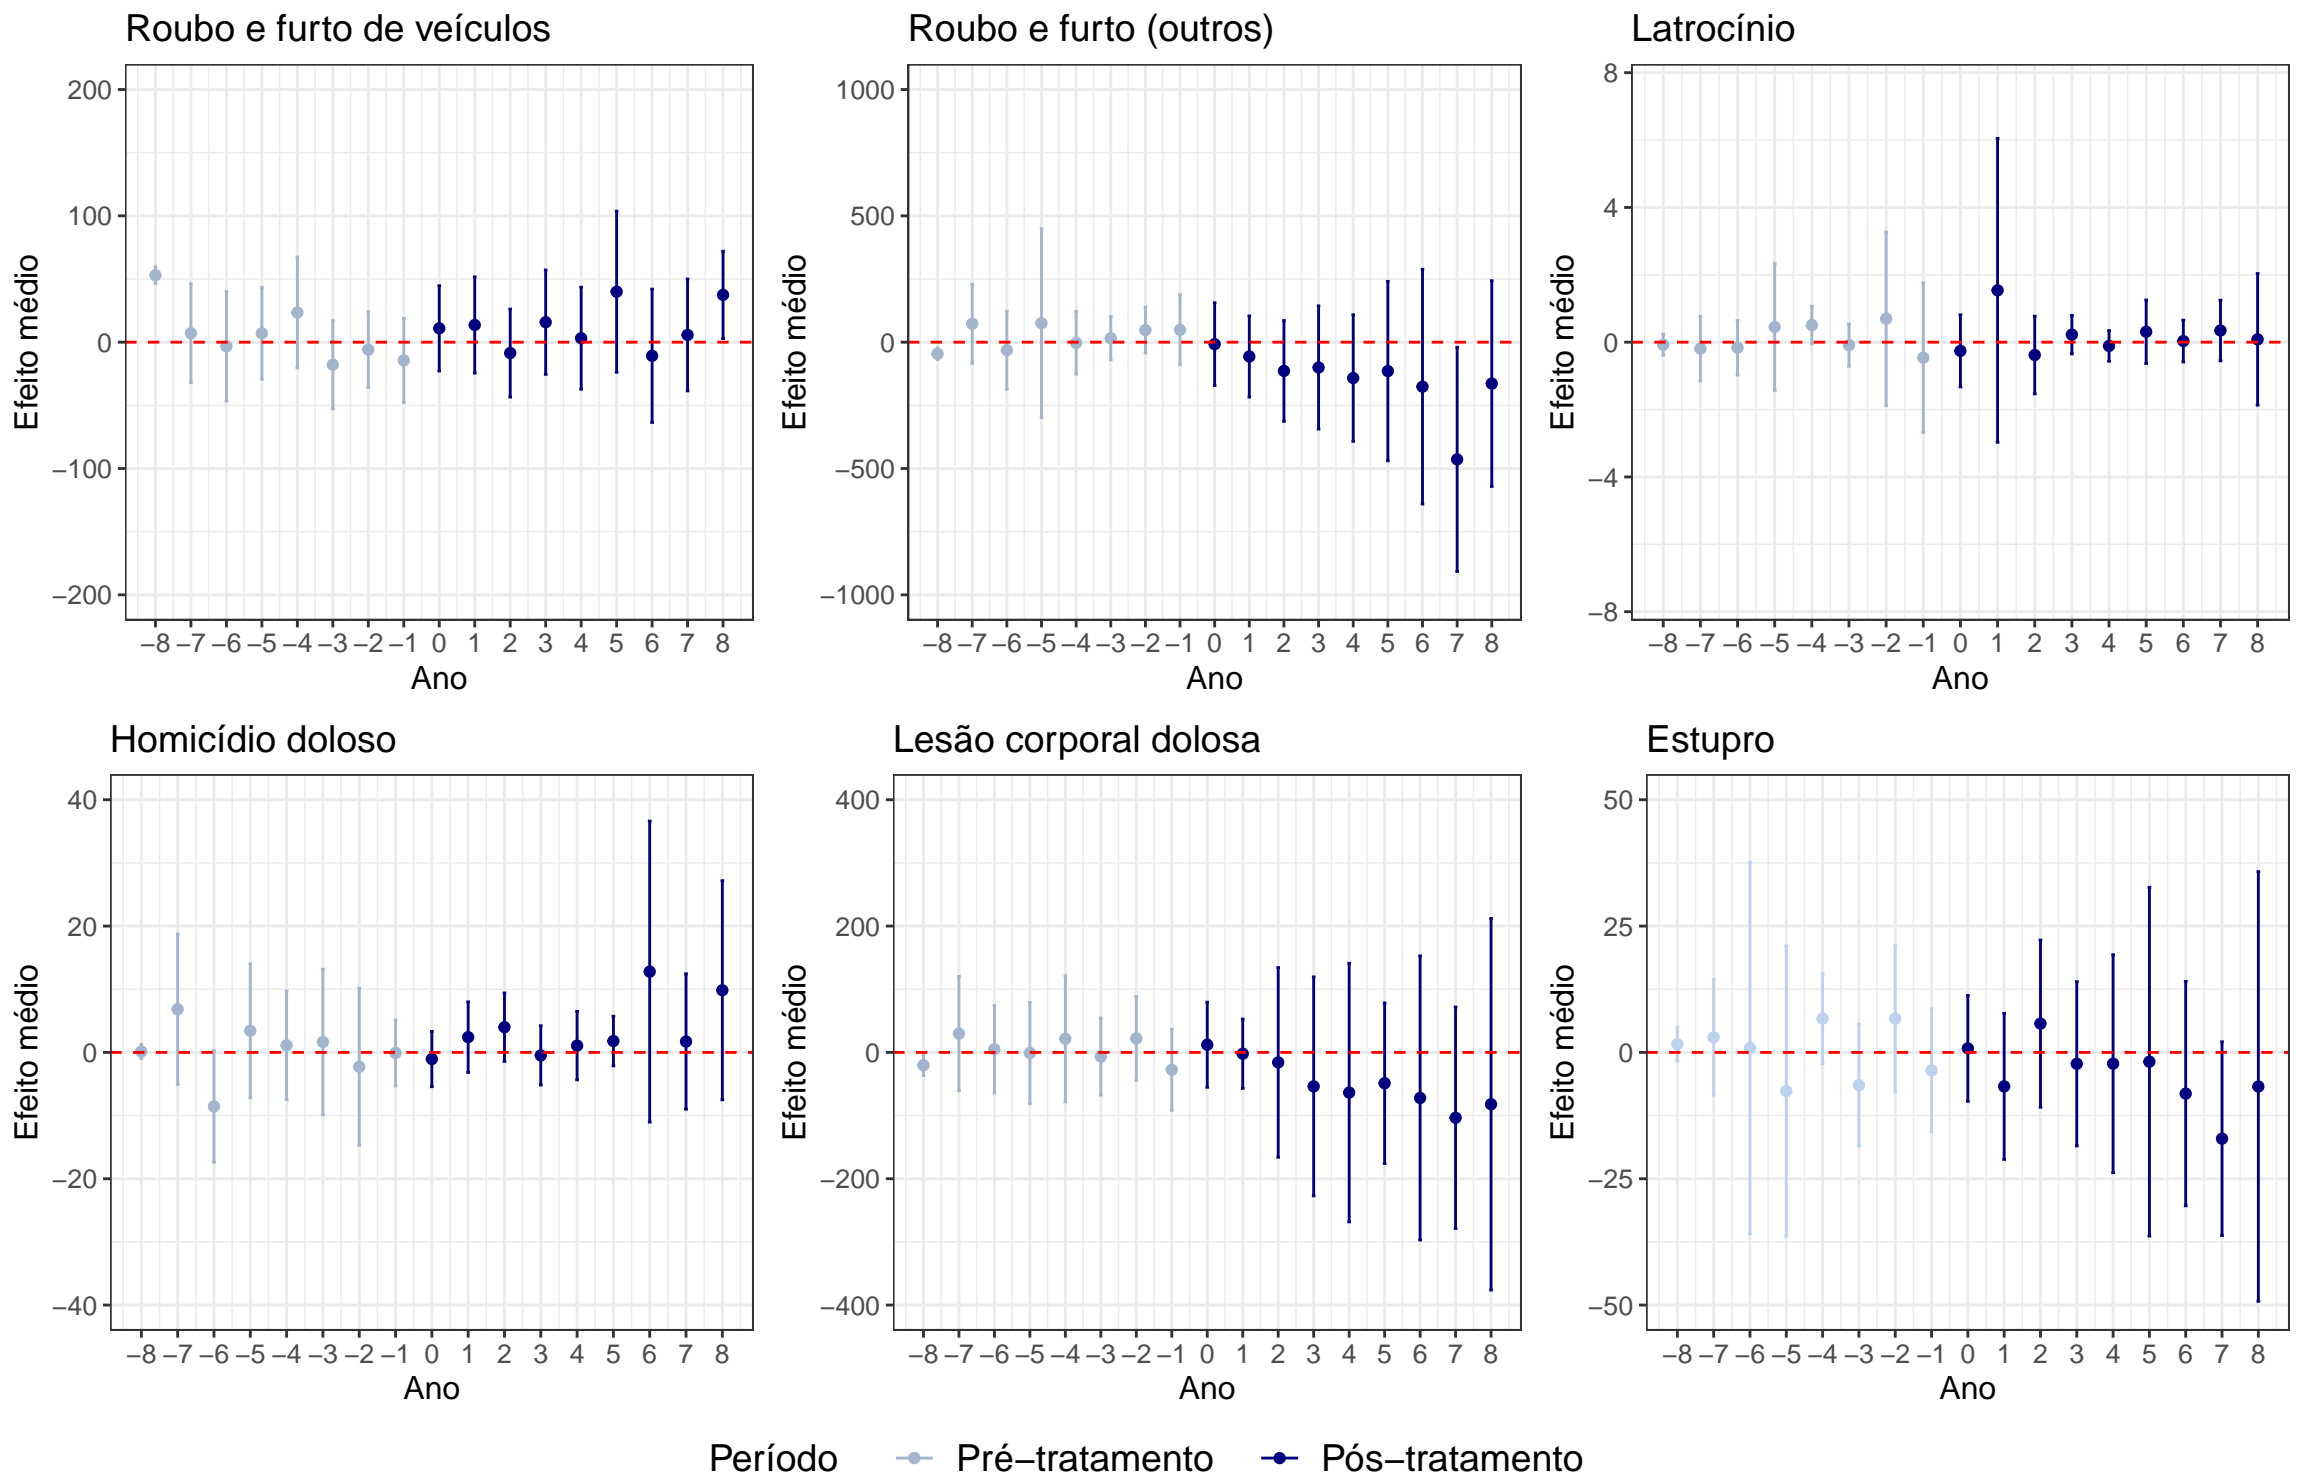 Roubo e furto de veículos
Roubo e furto (outros)
Latrocínio
Efeito médio
200
100
0
−100
−200
−8 −7 −6 −5 −4 −3 −2 −1 0 1 2 3 4 5 6 7 8
Ano
Efeito médio
1000
500
0
−500
−1000
−8 −7 −6 −5 −4 −3 −2 −1 0 1 2 3 4 5 6 7 8
Ano
Efeito médio
8
4
0
−4
−8
−8 −7 −6 −5 −4 −3 −2 −1 0 1 2 3 4 5 6 7 8
Ano
Homicídio doloso
Lesão corporal dolosa
Estupro
Efeito médio
40
20
0
−20
−40
−8 −7 −6 −5 −4 −3 −2 −1 0 1 2 3 4 5 6 7 8
Ano
Efeito médio
400
200
0
−200
−400
−8 −7 −6 −5 −4 −3 −2 −1 0 1 2 3 4 5 6 7 8
Ano
Efeito médio
50
25
0
−25
−50
−8 −7 −6 −5 −4 −3 −2 −1 0 1 2 3 4 5 6 7 8
Ano
Período Pré−tratamento Pós−tratamento